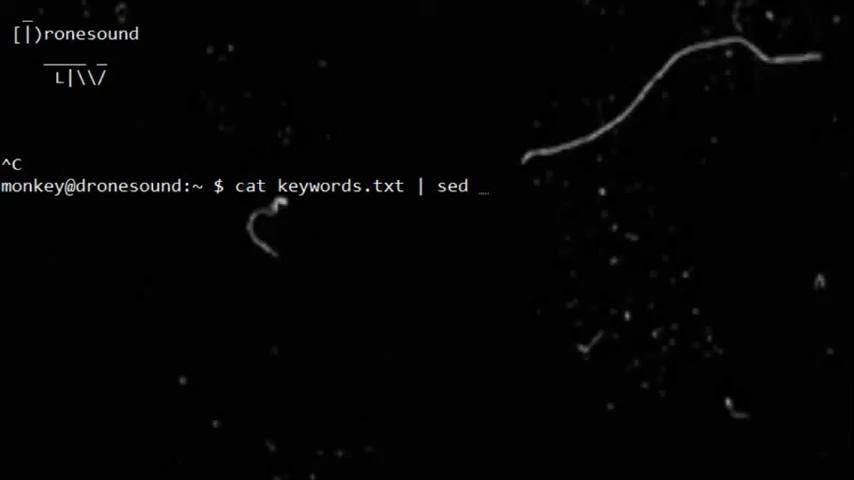 [|)ronesound
L|\\/
^C
monkey@dronesound:~ $ cat keywords.txt | sed _